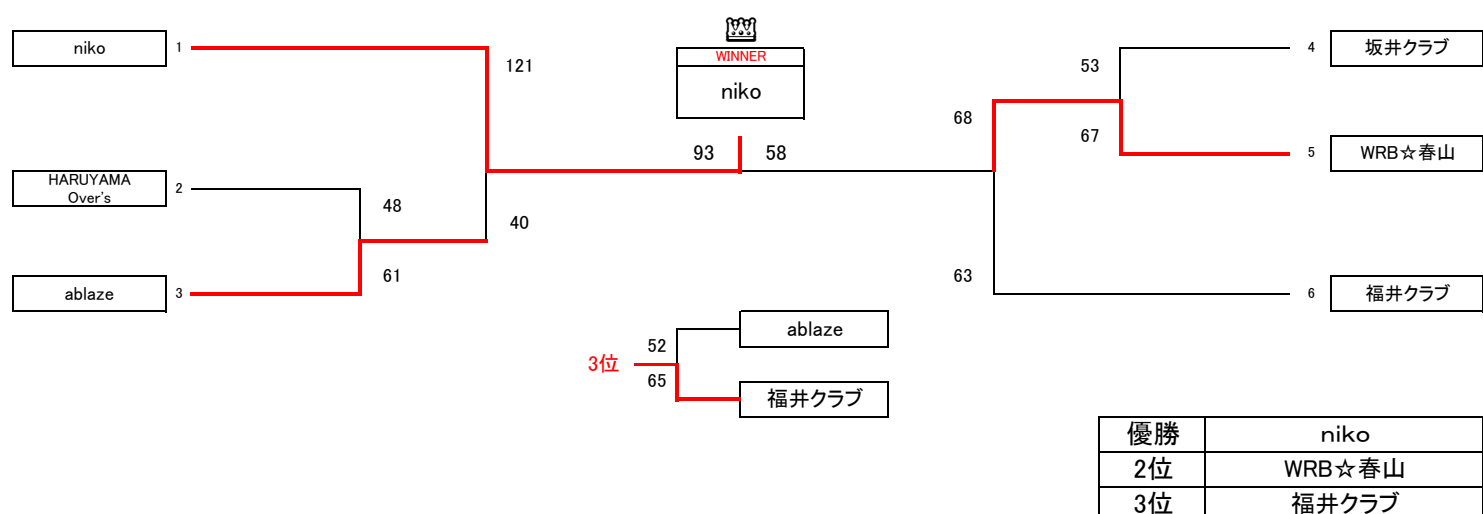 niko
1
121
WINNER
niko
53
4
坂井クラブ
68
93
58
67
5
WRB☆春山
HARUYAMA
Over's
2
48
40
61
63
ablaze
3
6
福井クラブ
52
ablaze
3位
65
福井クラブ
優勝
niko
2位
WRB☆春山
3位
福井クラブ